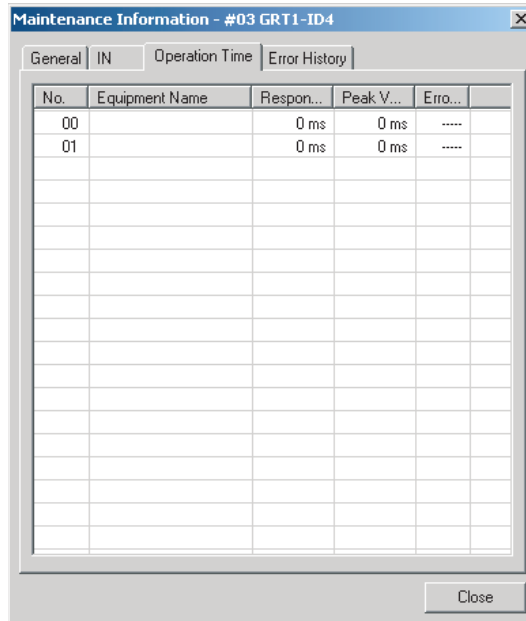 Maintenance Information - #03 GRT1-ID4
General IN Operation Time Error History
No. Equipment Name Respon... Peak V... Erro...
00 0 ms 0 ms -----
01 0 ms 0 ms -----
Close